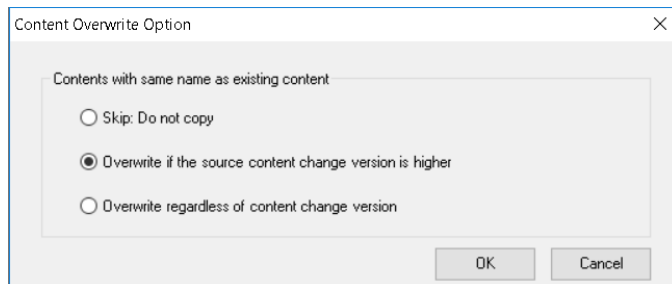 Content Overwrite Option
Contents with same name as existing content
Skip: Do not copy
Overwrite if the source content change version is higher
Overwrite regardless of content change version
OK Cancel